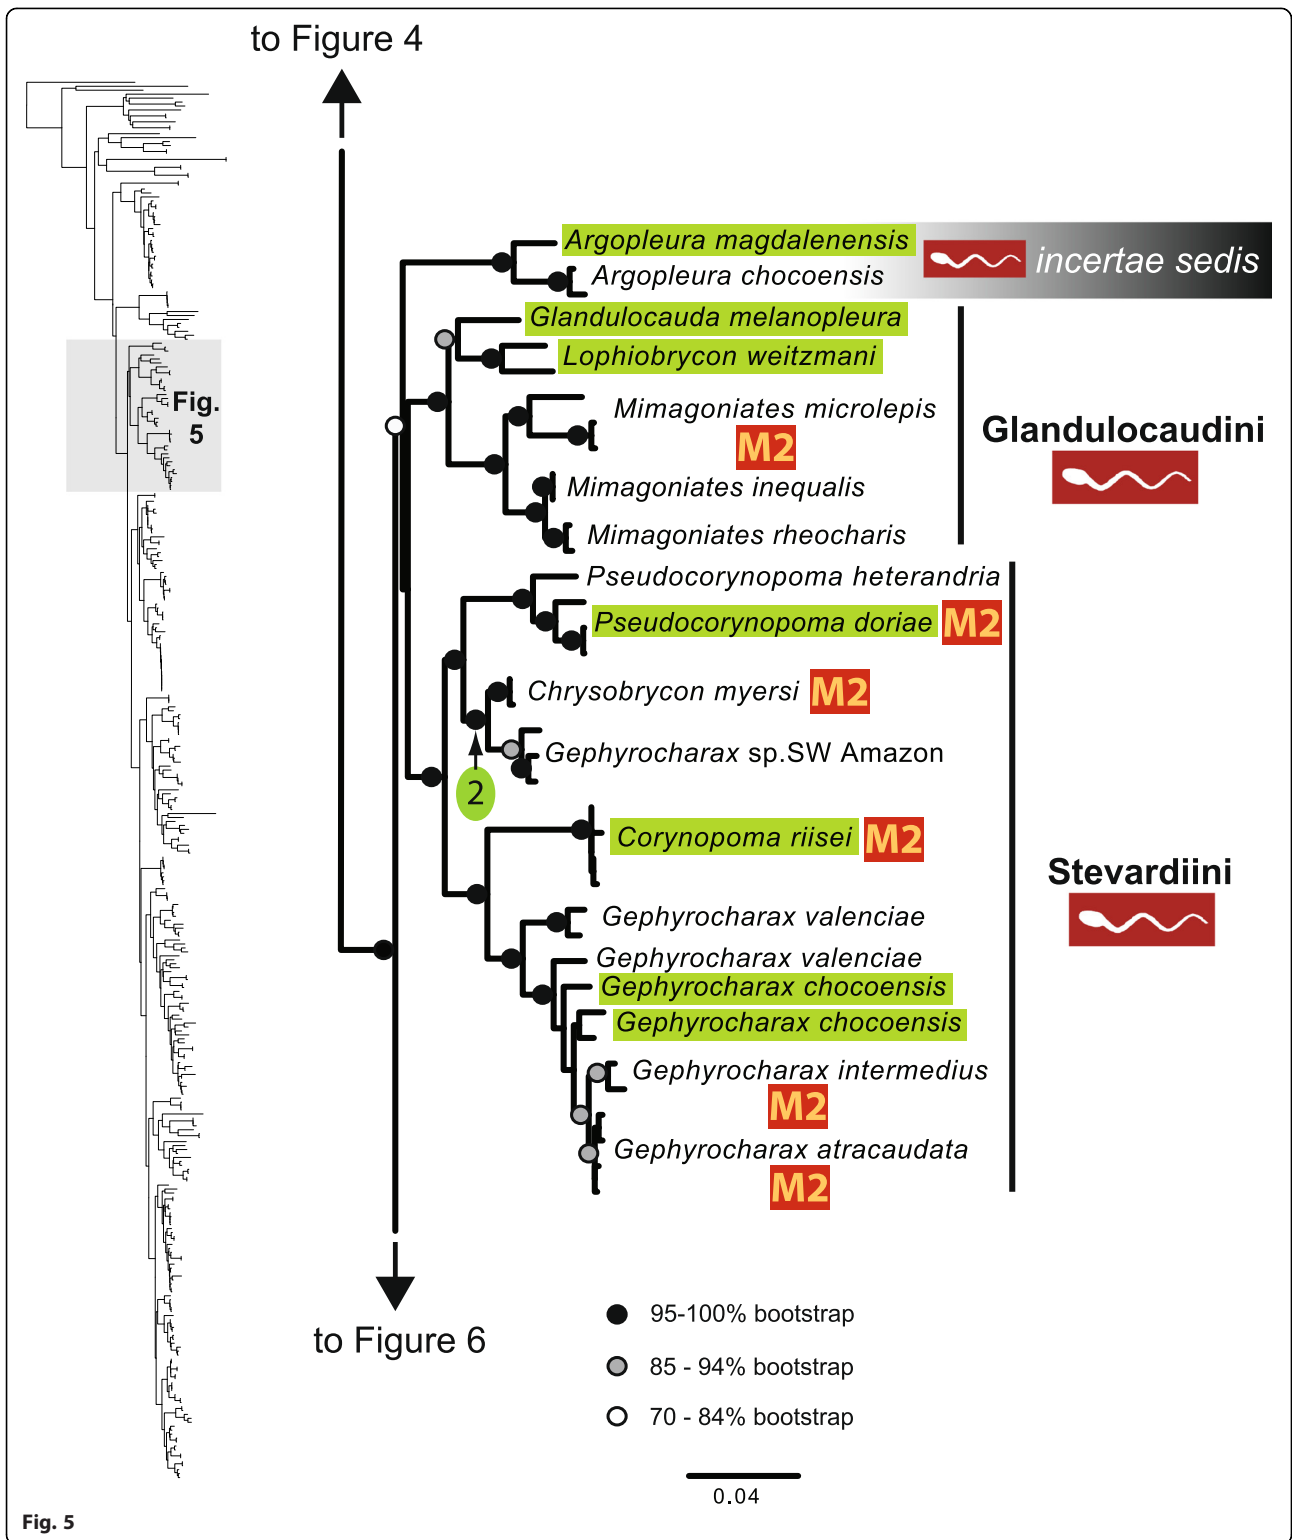 to Figure 4
Argopleura magdalenensis
incertae sedis
Argopleura chocoensis
Glandulocauda melanopleura
Lophiobrycon weitzmani
Fig.
5
Mimagoniates microlepis
M2
Glandulocaudini
Mimagoniates inequalis
Mimagoniates rheocharis
Pseudocorynopoma heterandria
Pseudocorynopoma doriae M2
Chrysobrycon myersi M2
Gephyrocharax sp.SW Amazon
2
Corynopoma riisei M2
Stevardiini
Gephyrocharax valenciae
Gephyrocharax valenciae
Gephyrocharax chocoensis
Gephyrocharax chocoensis
Gephyrocharax intermedius
M2
Gephyrocharax atracaudata
M2
to Figure 6
95-100% bootstrap
85 - 94% bootstrap
70 - 84% bootstrap
0.04
Fig. 5